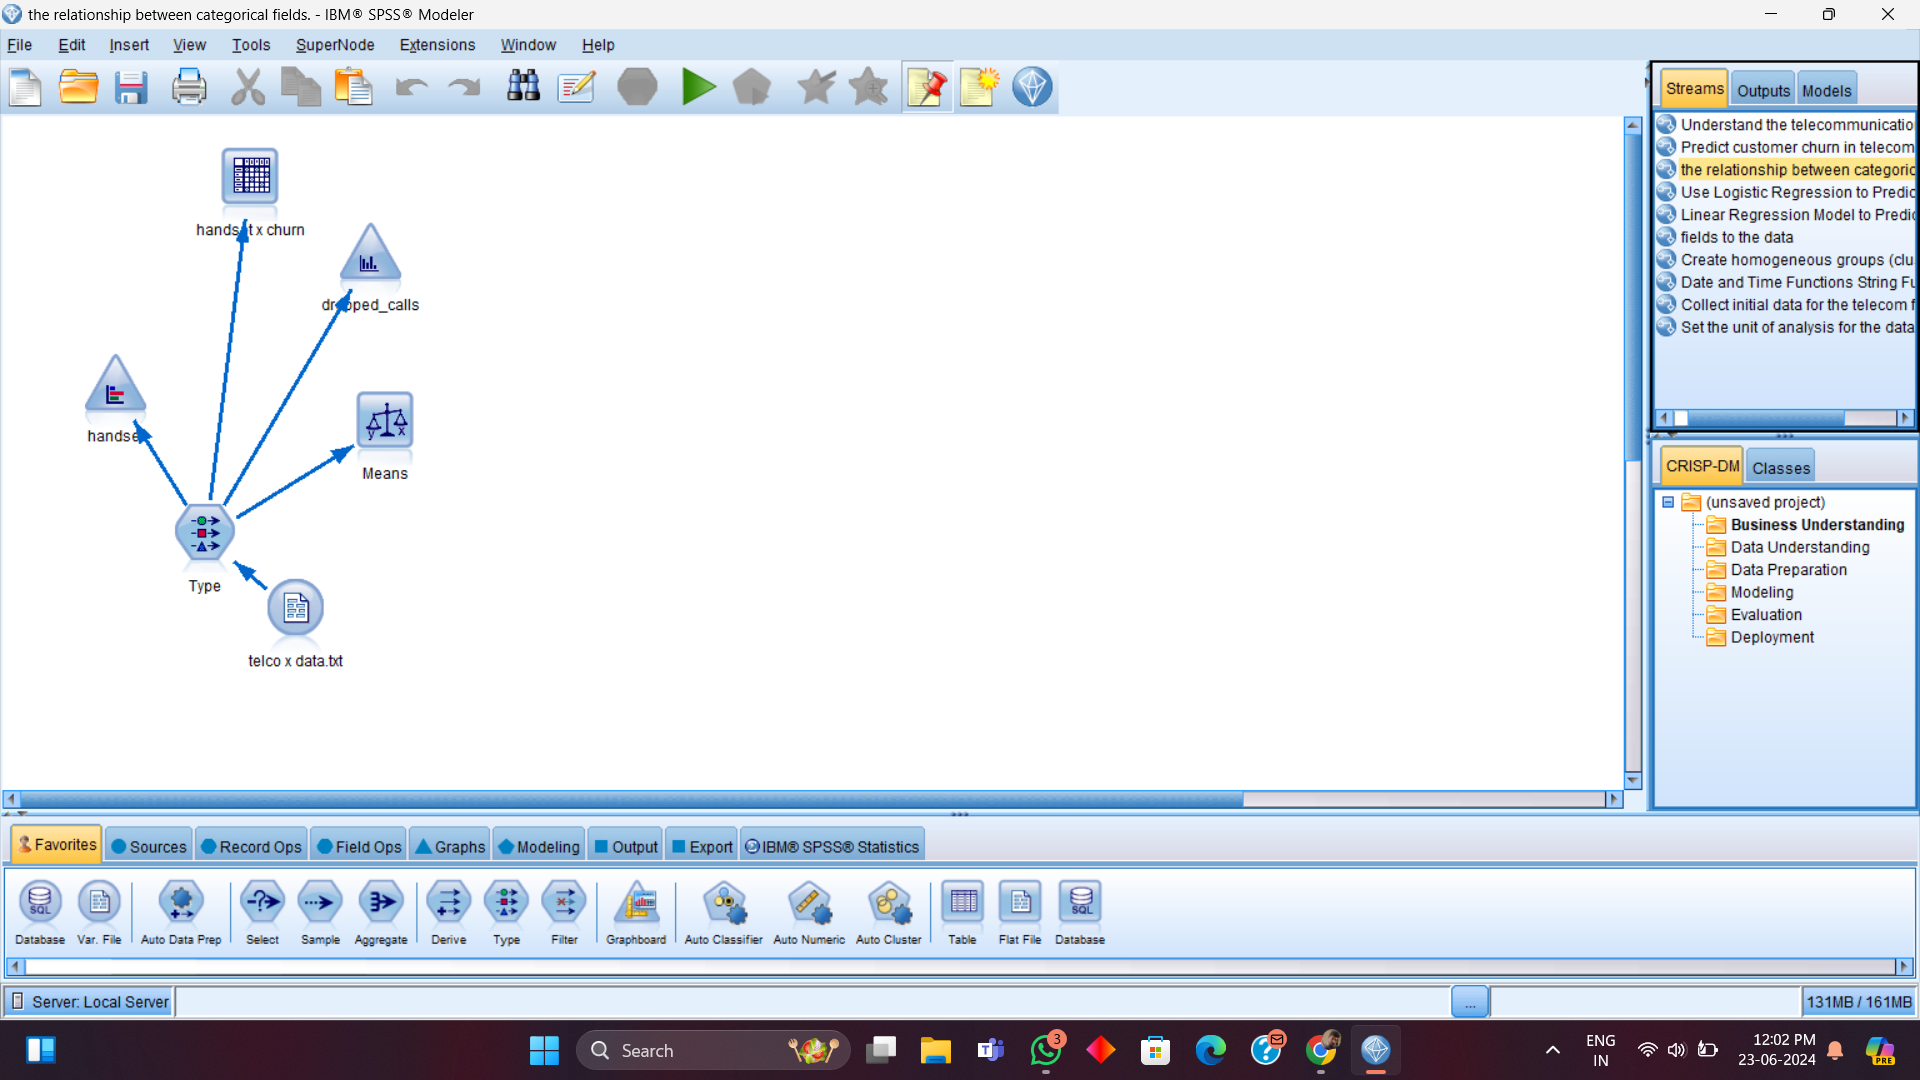 the relationship between categorical fields. - IBM® SPSS® Modeler
File Edit Insert View Tools SuperNode Extensions Window Help
Streams Outputs Models
Understand the telecommunicatio
Predict customer churn in telecom
the relationship between categoric
Use Logistic Regression to Predic
Linear Regression Model to Predic
fields to the data
Create homogeneous groups (clu
Date and Time Functions String Fu
Collect initial data for the telecom f
Set the unit of analysis for the data
handset x churn
dropped_calls
handse
Means
Type
telco x data.txt
CRISP-DM Classes
(unsaved project)
Business Understanding
Data Understanding
Data Preparation
Modeling
Evaluation
Deployment
Favorites Sources Record Ops Field Ops Graphs Modeling Output Export IBM® SPSS® Statistics
SQL SQL
Database Var. File Auto Data Prep Select Sample Aggregate Derive Type Filter Graphboard Auto Classifier Auto Numeric Auto Cluster Table Flat File Database
Server: Local Server ... 131MB / 161MB
Search 3 ENG 12:02 PM
IN 23-06-2024 PRE